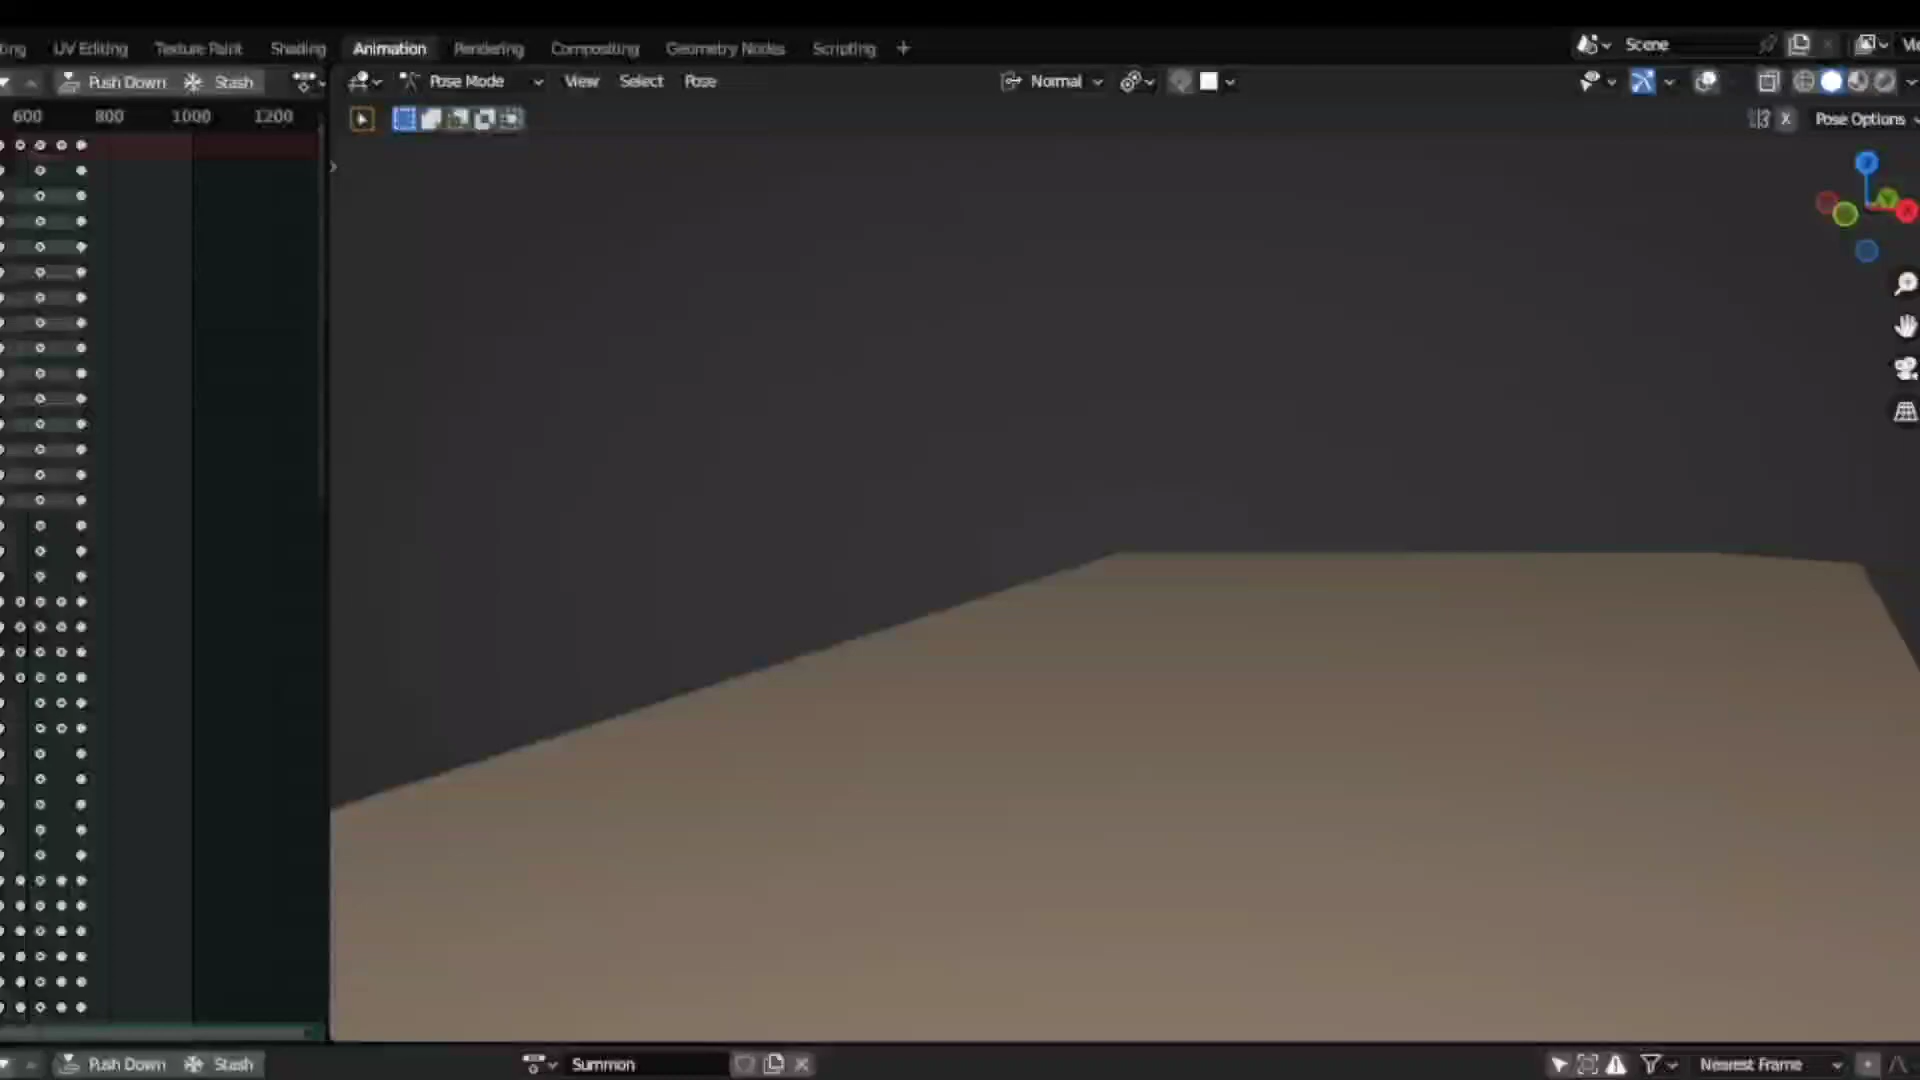 UV Editing Texture Paint Shading Animation Rendering Compositing Geometry Nodes Scripting + Scene
Push Down Stash Pose Mode View Select Pose Normal
600 800 1000 1200
X Pose Options
Z
Y
X
Push Down Stash Summon Nearest Frame